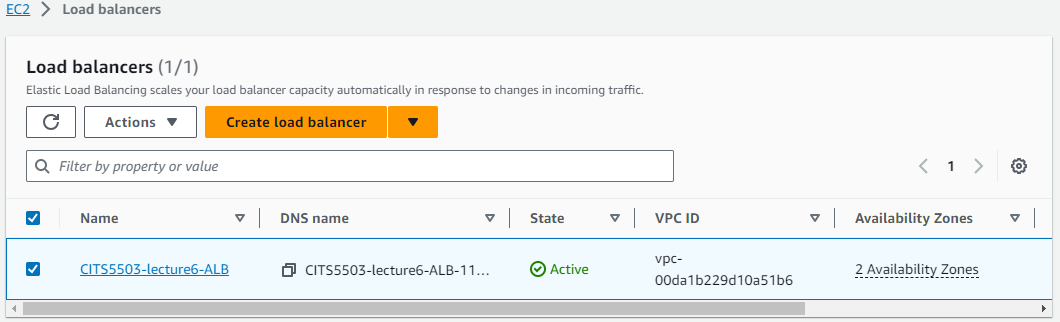 EC2 > Load balancers
Load balancers (1/1)
Elastic Load Balancing scales your load balancer capacity automatically in response to changes in incoming traffic.
Actions Create load balancer
Filter by property or value 1
Name DNS name State VPC ID Availability Zones
CITS5503-lecture6-ALB CITS5503-lecture6-ALB-11... Active vpc-00da1b229d10a51b6 2 Availability Zones